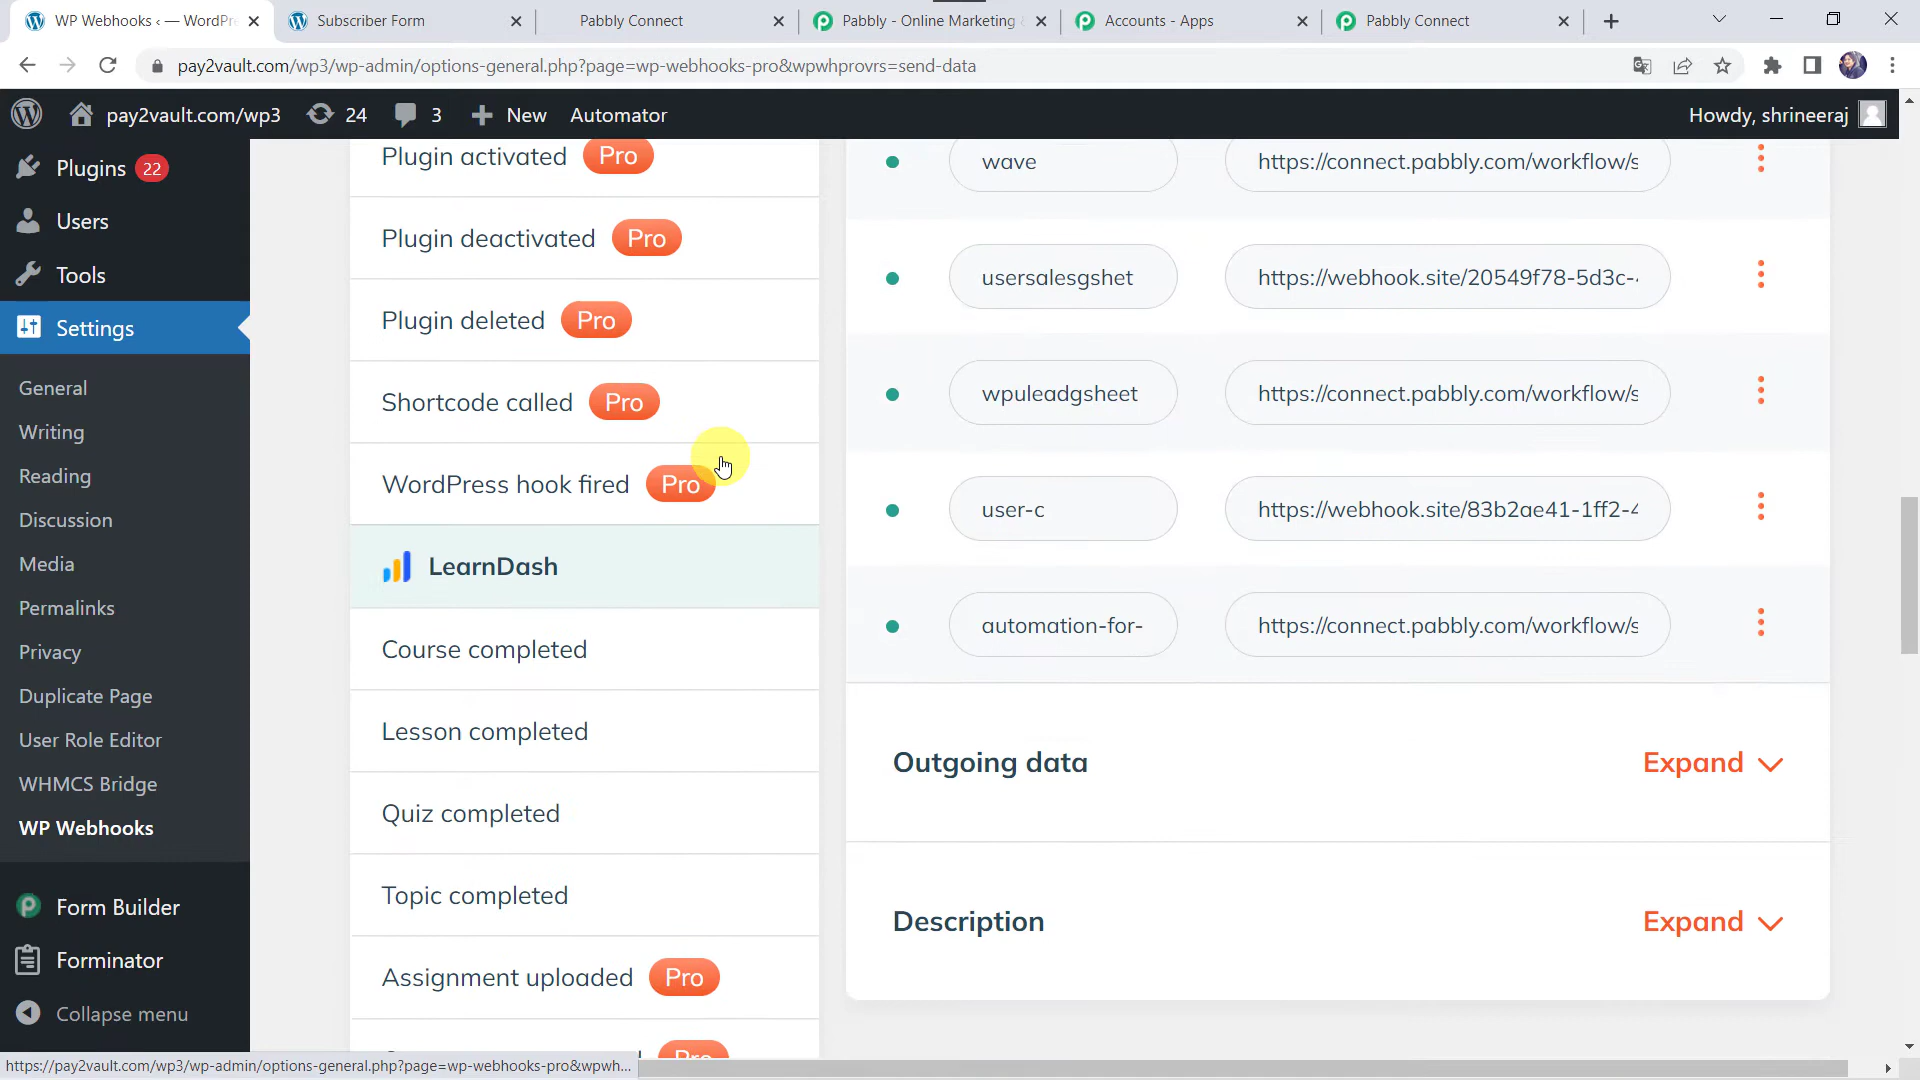 WP Webhooks ‹ — WordPr
Subscriber Form
Pabbly Connect
Pabbly - Online Marketing
Accounts - Apps
Pabbly Connect
pay2vault.com/wp3/wp-admin/options-general.php?page=wp-webhooks-pro&wpwhprovrs=send-data
pay2vault.com/wp3
24
3
New
Automator
Howdy, shrineeraj
Plugins 22
Users
Tools
Settings
General
Writing
Reading
Discussion
Media
Permalinks
Privacy
Duplicate Page
User Role Editor
WHMCS Bridge
WP Webhooks
Form Builder
Forminator
Collapse menu
Plugin activated Pro
Plugin deactivated Pro
Plugin deleted Pro
Shortcode called Pro
WordPress hook fired Pro
LearnDash
Course completed
Lesson completed
Quiz completed
Topic completed
Assignment uploaded Pro
Pro
wave https://connect.pabbly.com/workflow/s
usersalesgshet https://webhook.site/20549f78-5d3c-
wpuleadgsheet https://connect.pabbly.com/workflow/s
user-c https://webhook.site/83b2ae41-1ff2-4
automation-for- https://connect.pabbly.com/workflow/s
Outgoing data Expand
Description Expand
https://pay2vault.com/wp3/wp-admin/options-general.php?page=wp-webhooks-pro&wpwh...